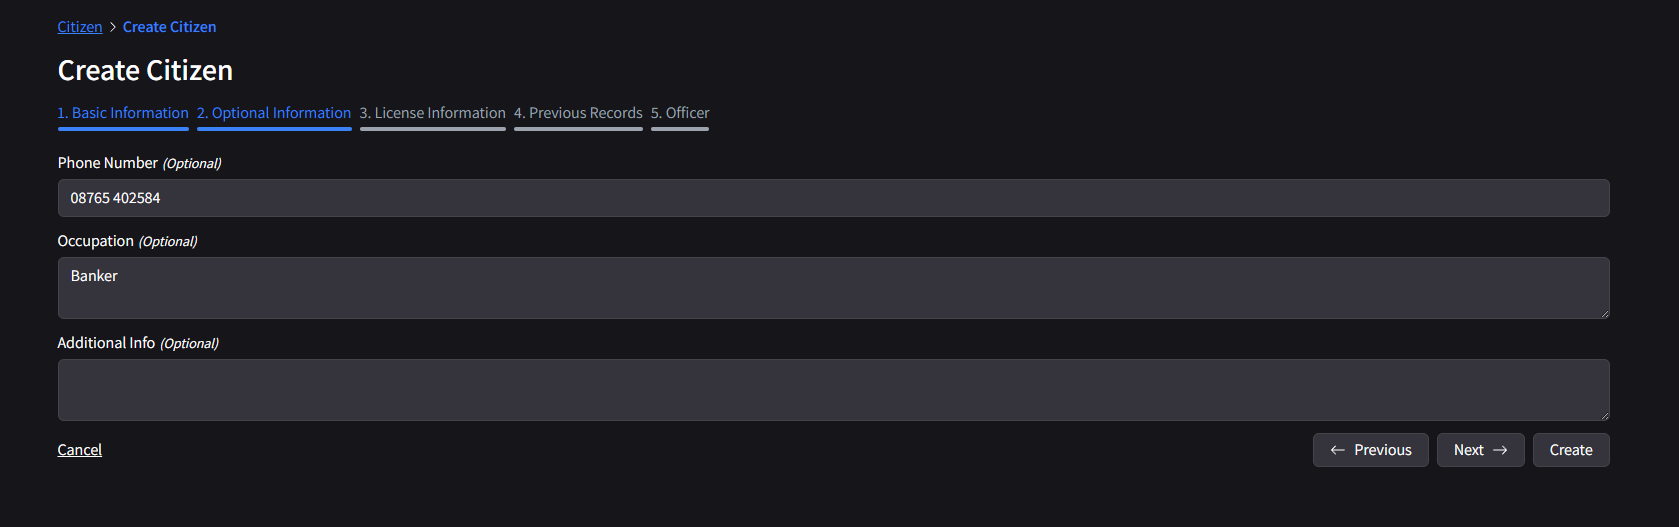 Citizen > Create Citizen
Create Citizen
1. Basic Information 2. Optional Information 3. License Information 4. Previous Records 5. Officer
Phone Number (Optional)
08765 402584
Occupation (Optional)
Banker
Additional Info (Optional)
Cancel ← Previous Next → Create